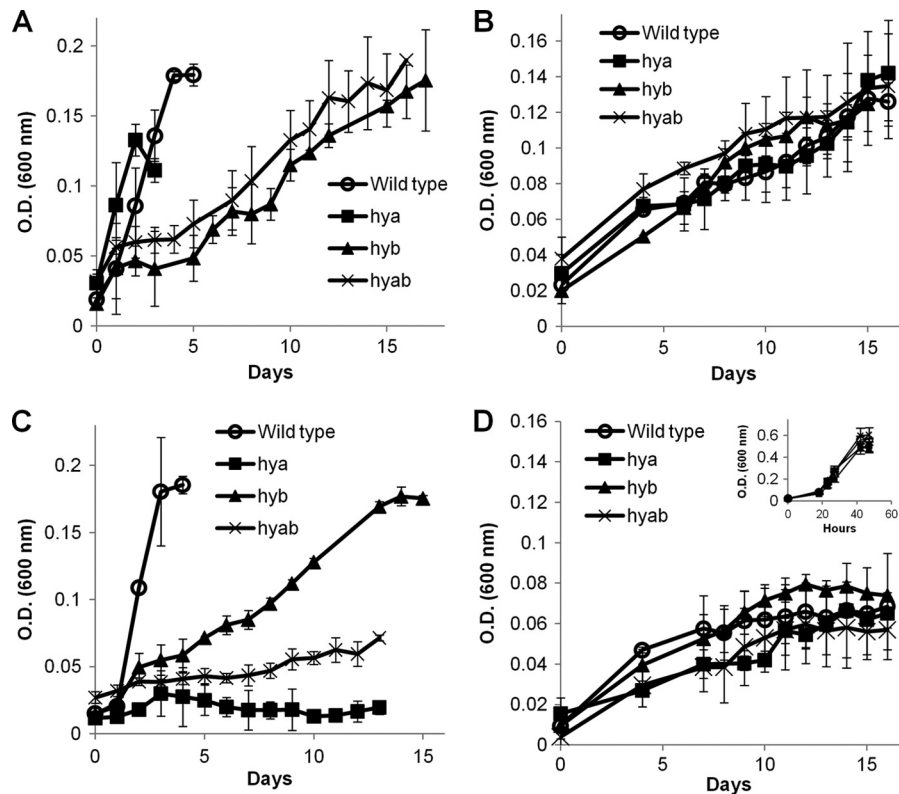 A
O.D. (600 nm)
0.2
0.15
0.1
0.05
0
Wild type
hya
hyb
hyab
0 5 10 15
Days
B
O.D. (600 nm)
0.16
0.14
0.12
0.1
0.08
0.06
0.04
0.02
0
Wild type
hya
hyb
hyab
0 5 10 15
Days
C
O.D. (600 nm)
0.2
0.15
0.1
0.05
0
Wild type
hya
hyb
hyab
0 5 10 15
Days
D
O.D. (600 nm)
0.16
0.14
0.12
0.1
0.08
0.06
0.04
0.02
0
Wild type
hya
hyb
hyab
0 5 10 15
Days
O.D. (600 nm)
0.6
0.4
0.2
0
0 20 40 60
Hours